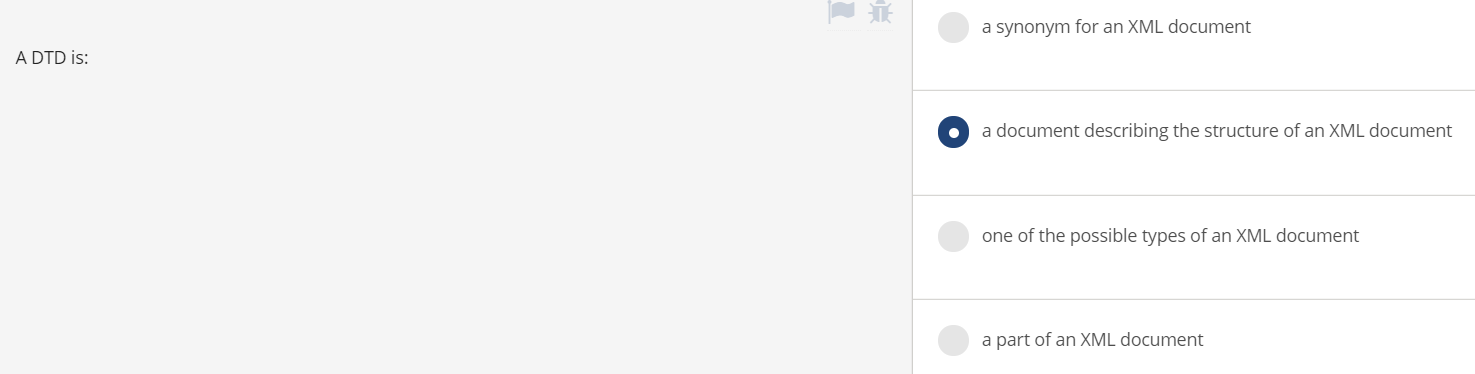 A DTD is:
a synonym for an XML document
a document describing the structure of an XML document
one of the possible types of an XML document
a part of an XML document